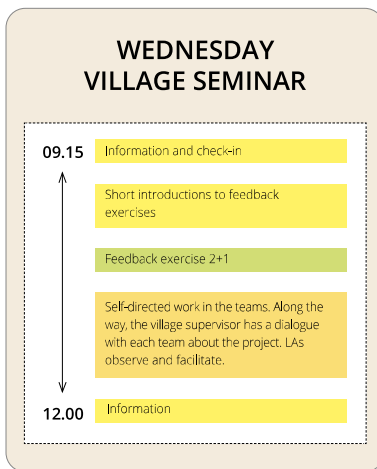 WEDNESDAY
VILLAGE SEMINAR
09.15
Information and check-in
Short introductions to feedback
exercises
Feedback exercise 2+1
Self-directed work in the teams. Along the
way, the village supervisor has a dialogue
with each team about the project. LAs
observe and facilitate.
12.00
Information